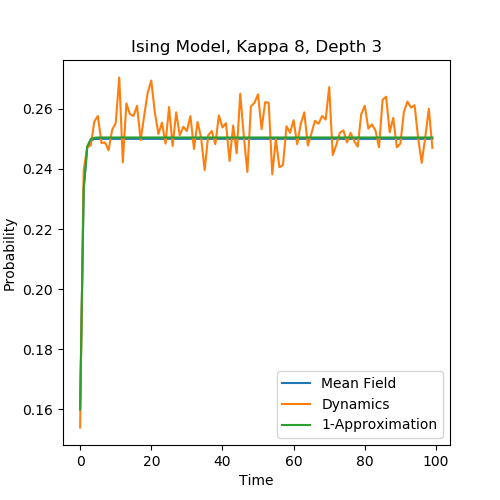 Ising Model, Kappa 8, Depth 3
Probability
0.26
0.24
0.22
0.20
0.18
0.16
Mean Field
Dynamics
1-Approximation
0
20
40
60
80
100
Time